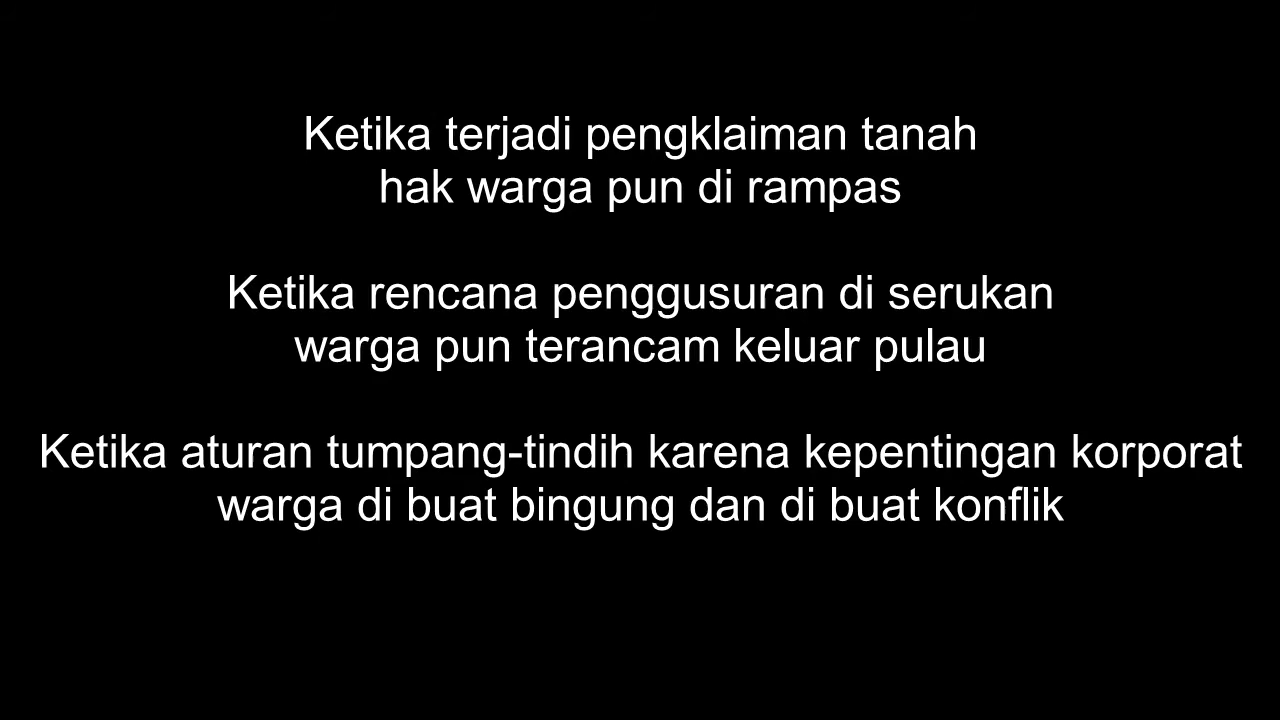 Ketika terjadi pengklaiman tanah
hak warga pun di rampas
Ketika rencana penggusuran di serukan
warga pun terancam keluar pulau
Ketika aturan tumpang-tindih karena kepentingan korporat
warga di buat bingung dan di buat konflik